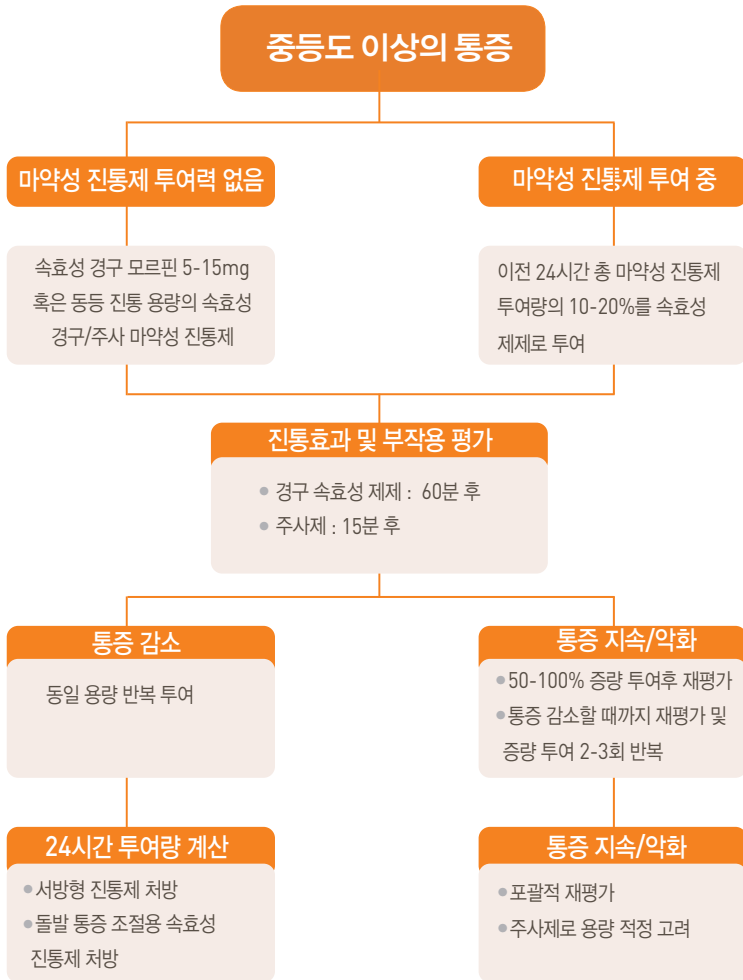 중등도 이상의 통증
마약성 진통제 투여력 없음
마약성 진통제 투여 중
속효성 경구 모르핀 5-15mg
혹은 동등 진통 용량의 속효성
경구/주사 마약성 진통제
이전 24시간 총 마약성 진통제
투여량의 10-20%를 속효성
제제로 투여
진통효과 및 부작용 평가
● 경구 속효성 제제 : 60분 후
● 주사제 : 15분 후
통증 감소
동일 용량 반복 투여
통증 지속/악화
● 50-100% 증량 투여후 재평가
● 통증 감소할 때까지 재평가 및
증량 투여 2-3회 반복
24시간 투여량 계산
● 서방형 진통제 처방
● 돌발 통증 조절용 속효성
진통제 처방
통증 지속/악화
● 포괄적 재평가
● 주사제로 용량 적정 고려